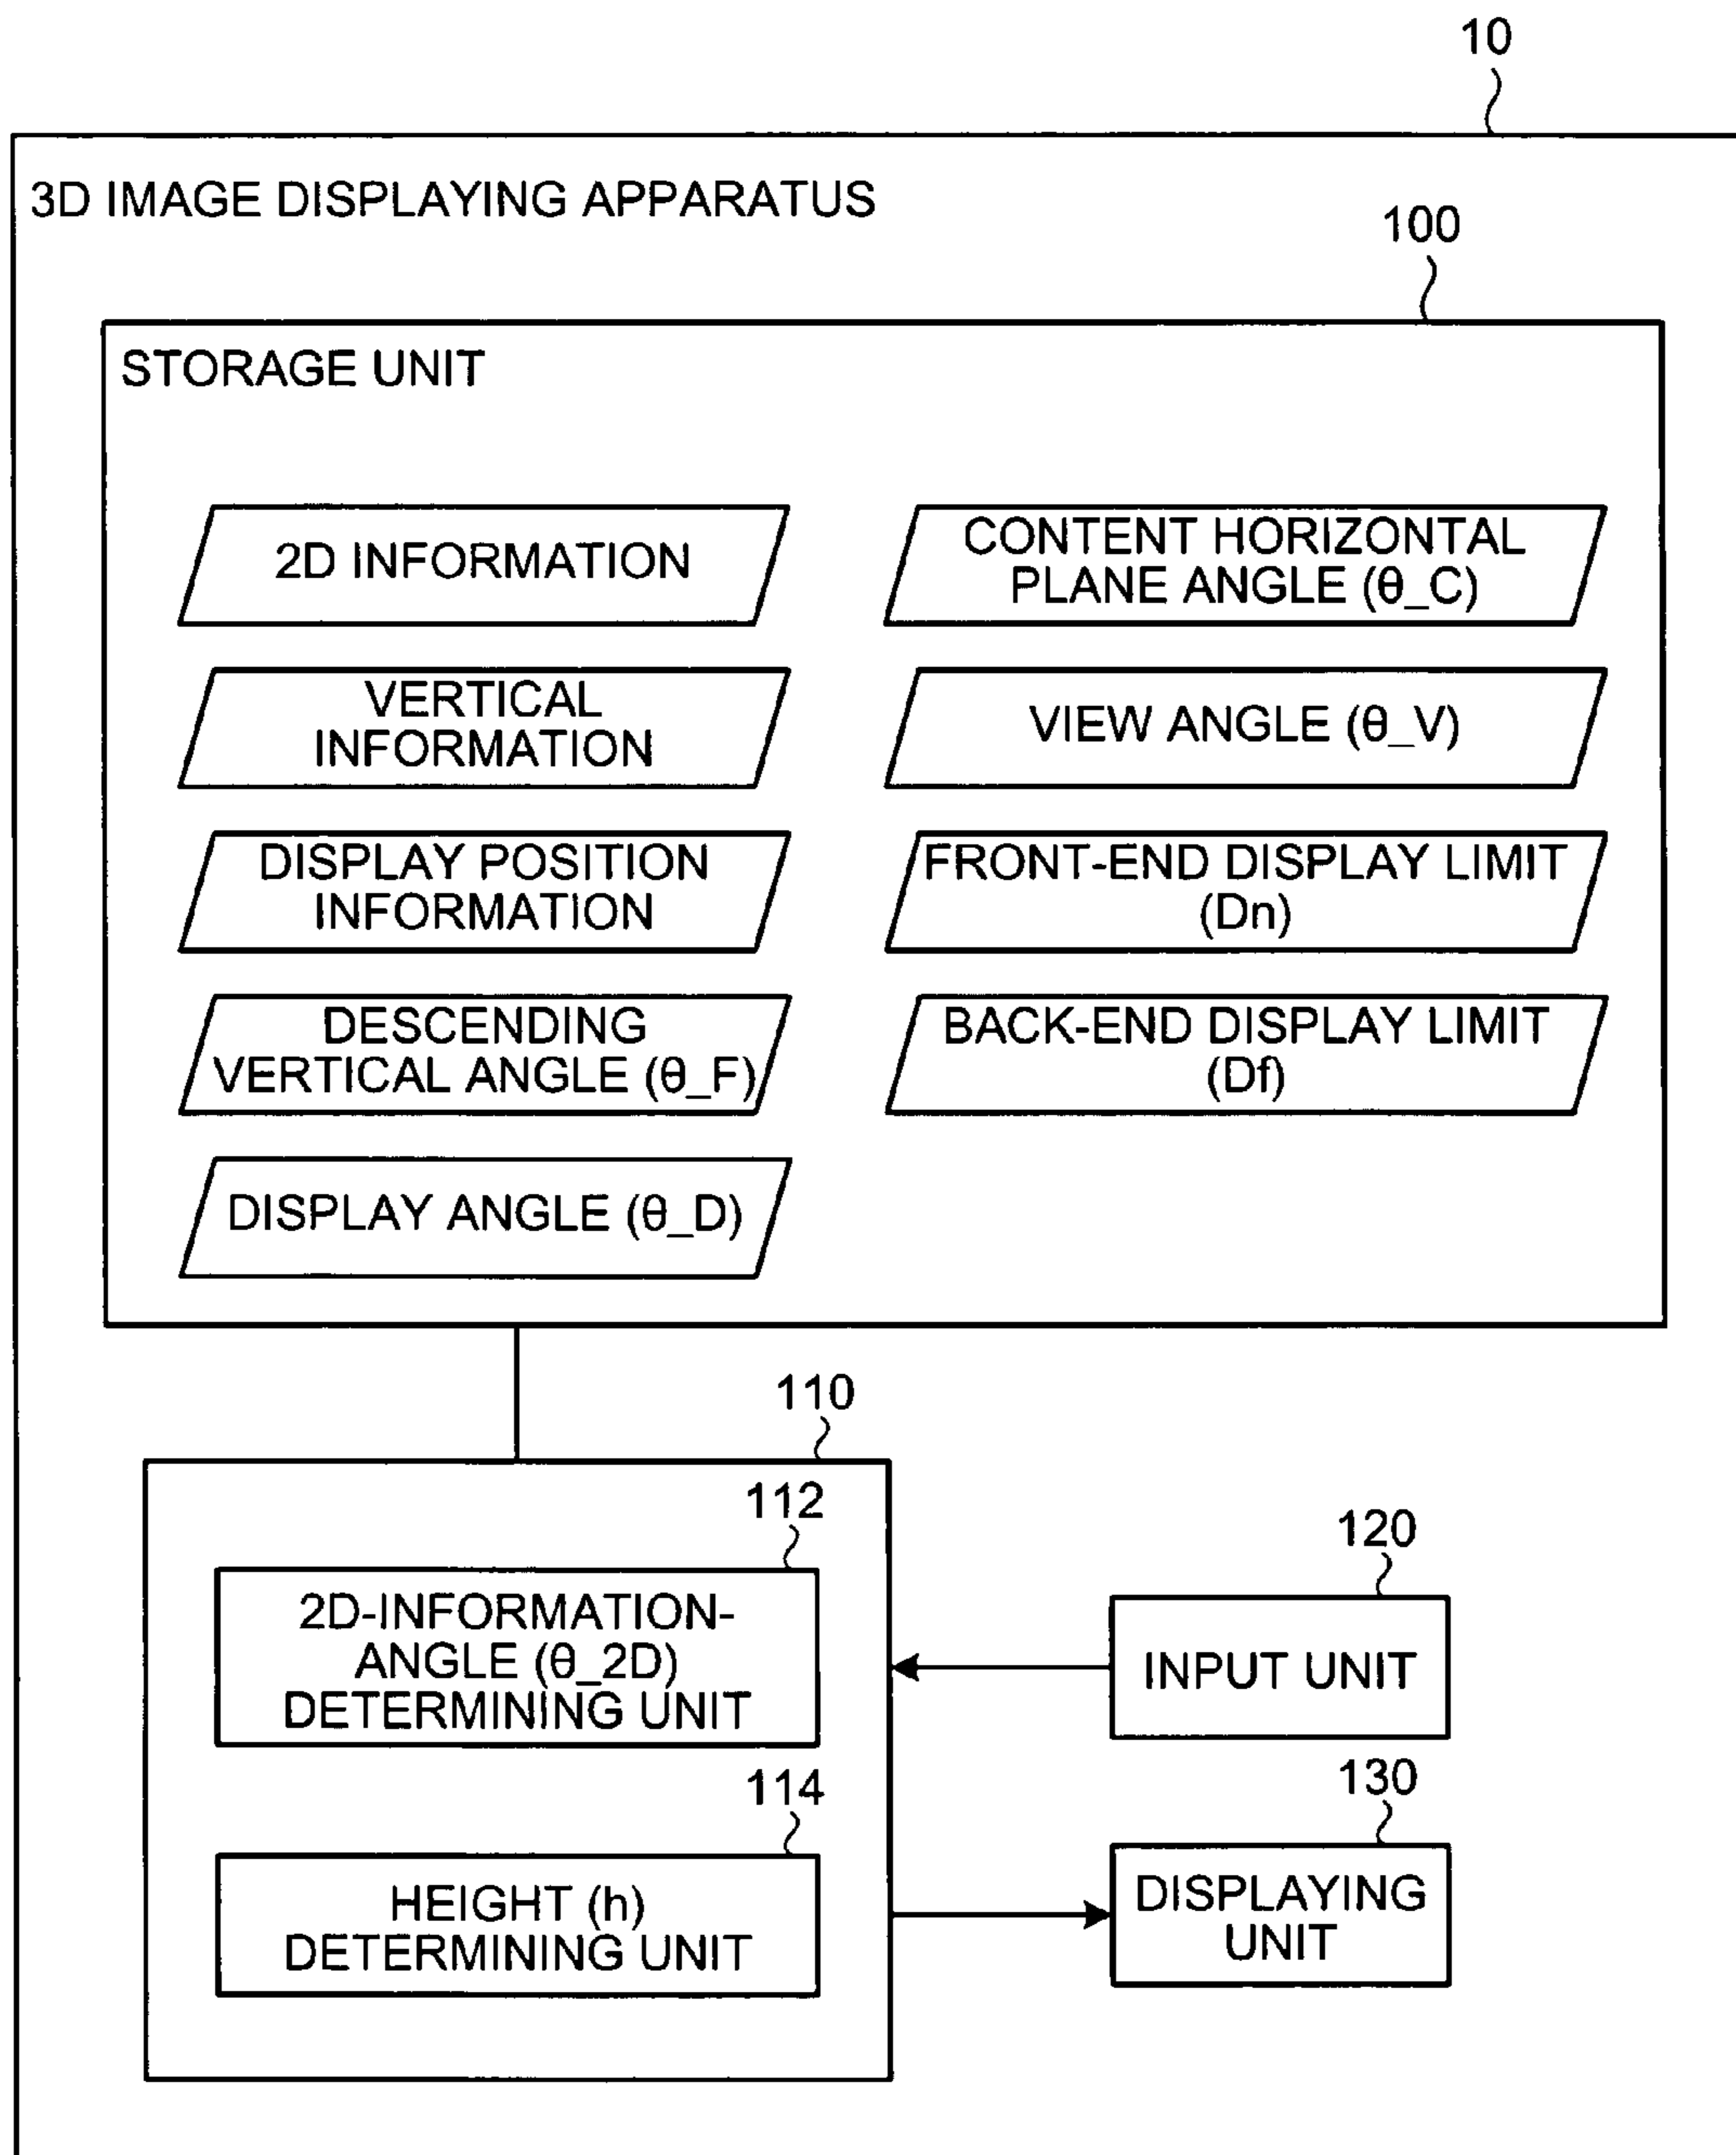 10
3D IMAGE DISPLAYING APPARATUS
100
STORAGE UNIT
2D INFORMATION
CONTENT HORIZONTAL
PLANE ANGLE (θ_C)
VERTICAL
INFORMATION
VIEW ANGLE (θ_V)
DISPLAY POSITION
INFORMATION
FRONT-END DISPLAY LIMIT
(Dn)
DESCENDING
VERTICAL ANGLE (θ_F)
BACK-END DISPLAY LIMIT
(Df)
DISPLAY ANGLE (θ_D)
110
112
2D-INFORMATION-
ANGLE (θ_2D)
DETERMINING UNIT
120
INPUT UNIT
114
HEIGHT (h)
DETERMINING UNIT
130
DISPLAYING
UNIT